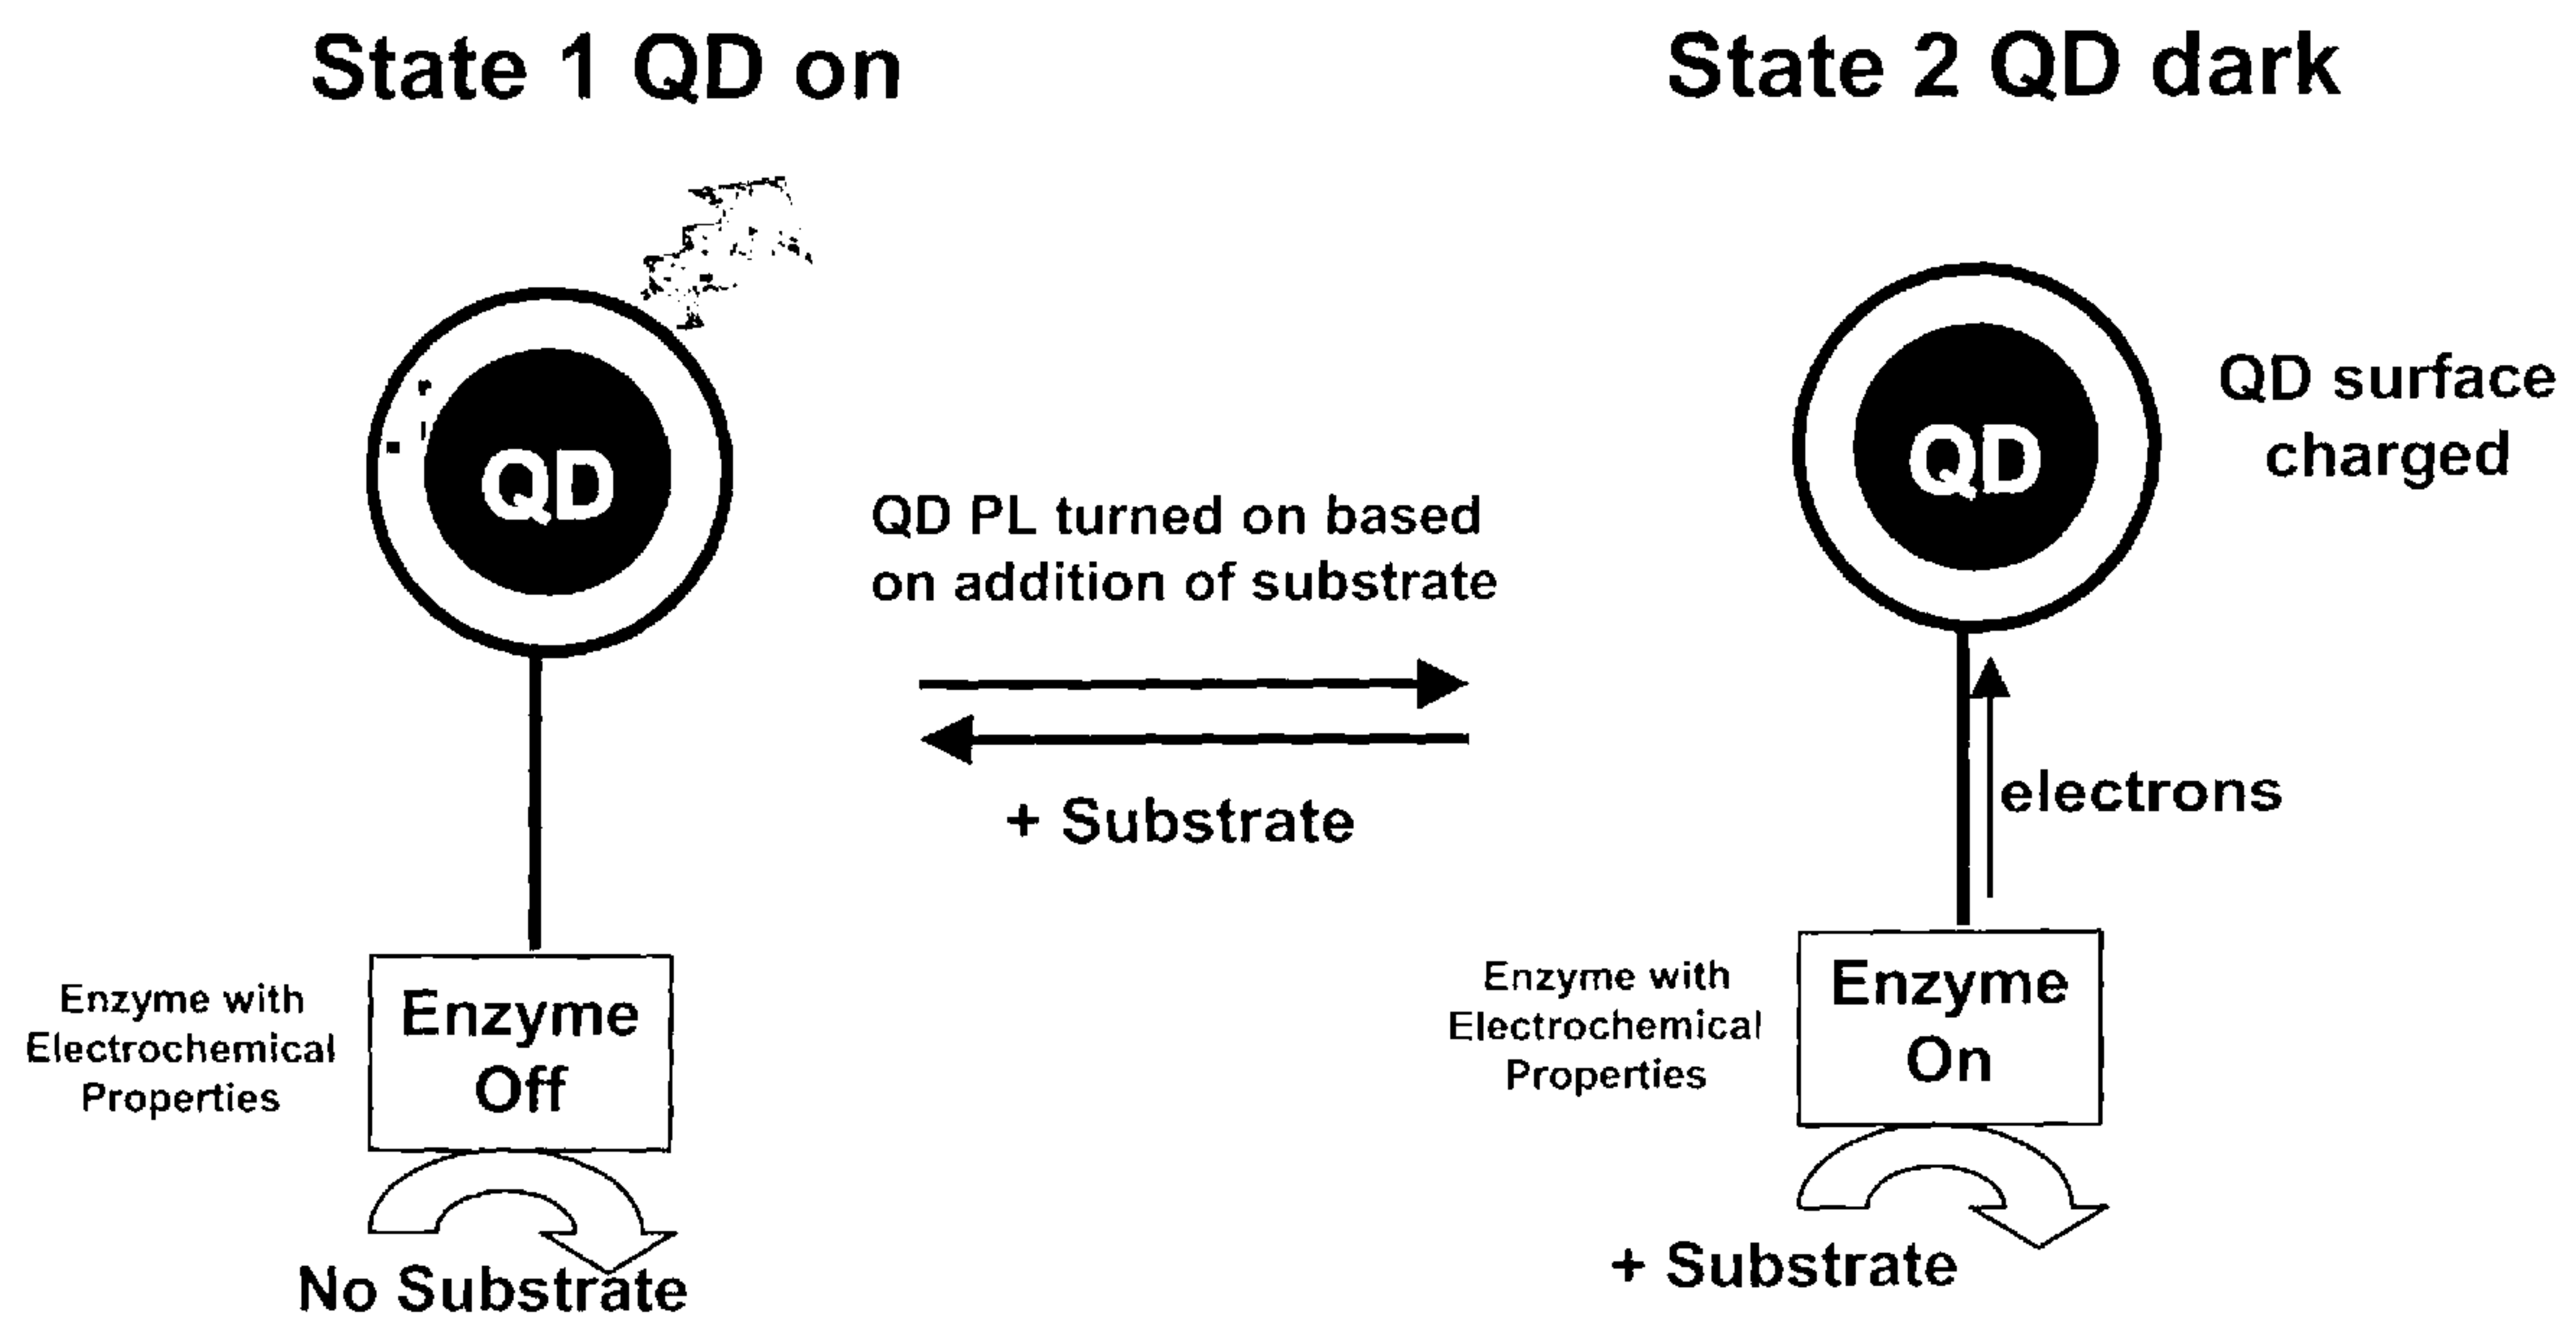 State 1 QD on
State 2 QD dark
QD
QD
QD surface
charged
QD PL turned on based
on addition of substrate
+ Substrate
electrons
Enzyme with
Electrochemical
Properties
Enzyme
Off
No Substrate
Enzyme with
Electrochemical
Properties
Enzyme
On
+ Substrate